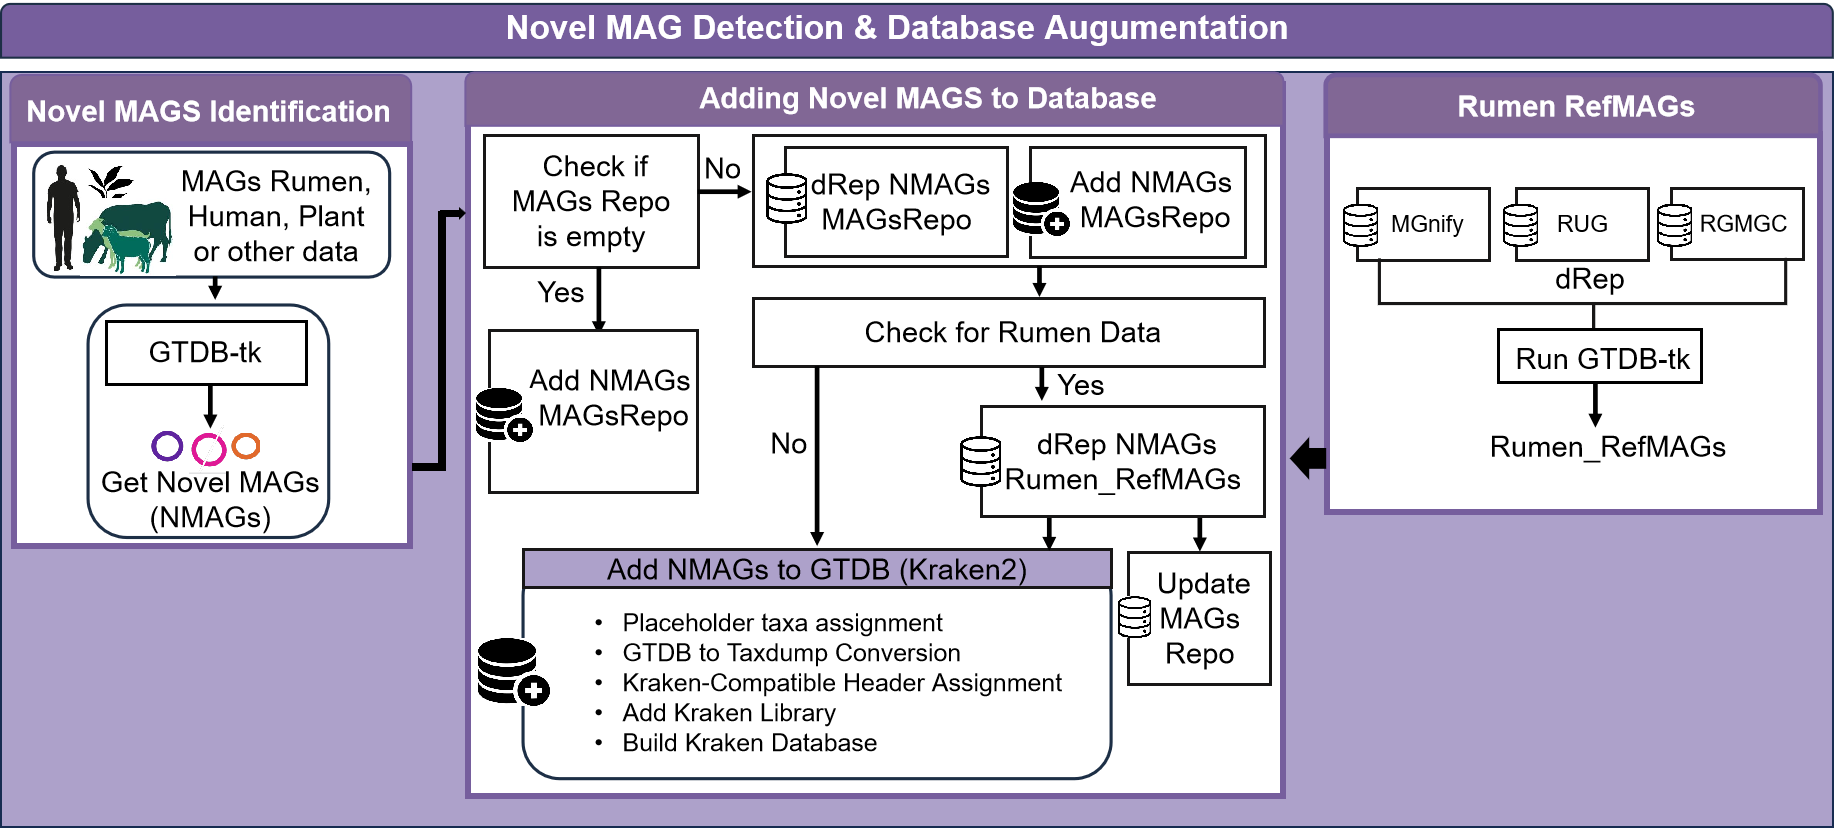 Novel MAG Detection & Database Augumentation
Novel MAGS Identification
MAGs Rumen,
Human, Plant
or other data
GTDB-tk
Get Novel MAGs
(NMAGs)
Adding Novel MAGS to Database
Check if
MAGs Repo
is empty
No
Yes
dRep NMAGs
MAGsRepo
Add NMAGs
MAGsRepo
Add NMAGs
MAGsRepo
Check for Rumen Data
Yes
No
dRep NMAGs
Rumen_RefMAGs
Add NMAGs to GTDB (Kraken2)
• Placeholder taxa assignment
• GTDB to Taxdump Conversion
• Kraken-Compatible Header Assignment
• Add Kraken Library
• Build Kraken Database
Update
MAGs
Repo
Rumen RefMAGs
MGnify
RUG
RGMGC
dRep
Run GTDB-tk
Rumen_RefMAGs